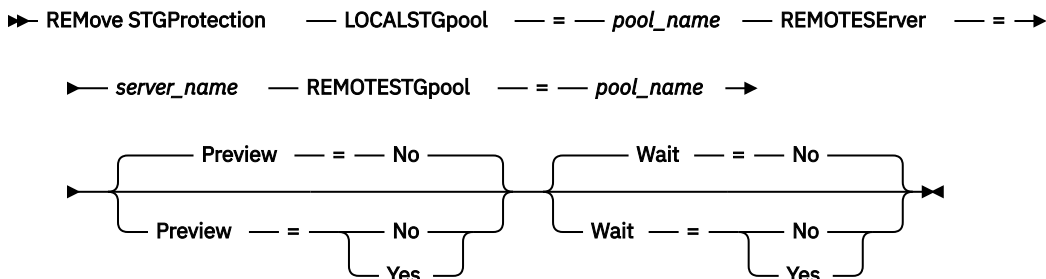 REMove STGProtection LOCALSTGpool = pool_name REMOTESErver =
server_name REMOTESTGpool = pool_name
Preview = No Wait = No
Preview = No Wait = No
Yes Yes